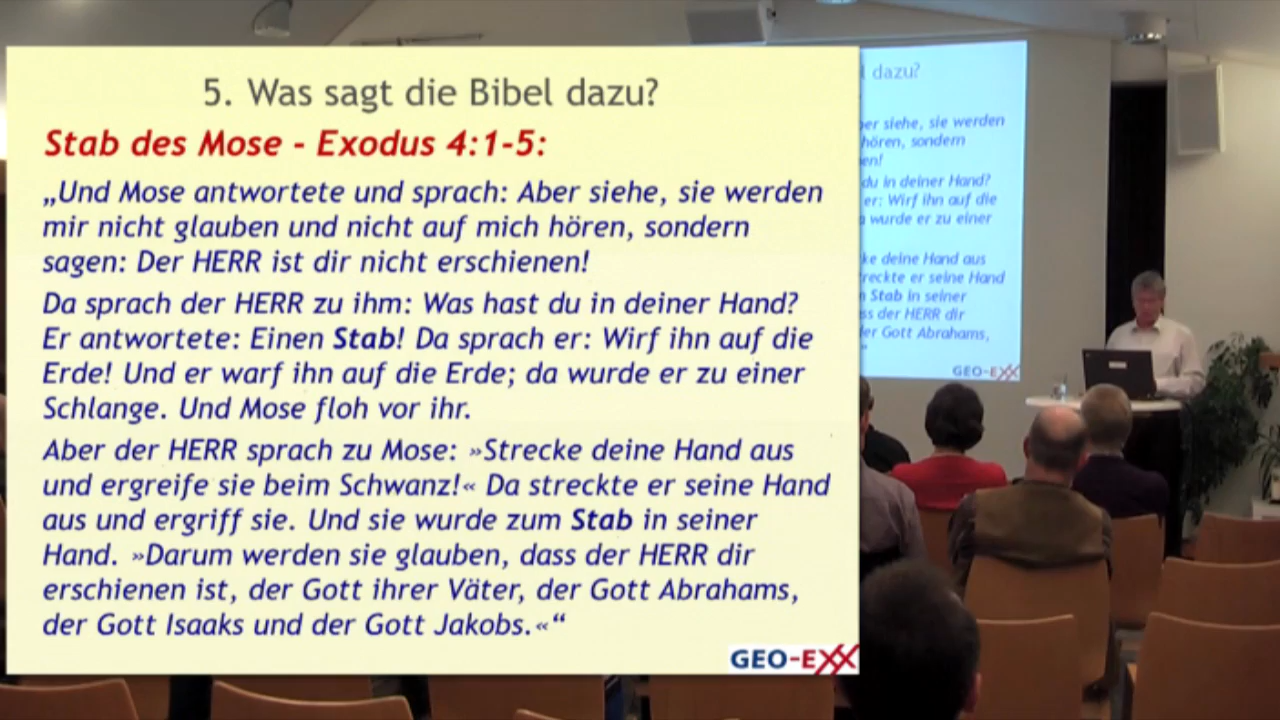 5. Was sagt die Bibel dazu?
Stab des Mose - Exodus 4:1-5:
„Und Mose antwortete und sprach: Aber siehe, sie werden
mir nicht glauben und nicht auf mich hören, sondern
sagen: Der HERR ist dir nicht erschienen!
Da sprach der HERR zu ihm: Was hast du in deiner Hand?
Er antwortete: Einen Stab! Da sprach er: Wirf ihn auf die
Erde! Und er warf ihn auf die Erde; da wurde er zu einer
Schlange. Und Mose floh vor ihr.
Aber der HERR sprach zu Mose: »Strecke deine Hand aus
und ergreife sie beim Schwanz!« Da streckte er seine Hand
aus und ergriff sie. Und sie wurde zum Stab in seiner
Hand. »Darum werden sie glauben, dass der HERR dir
erschienen ist, der Gott ihrer Väter, der Gott Abrahams,
der Gott Isaaks und der Gott Jakobs.«“
GEO-EXX
dazu?
siehe, sie werden
hören, sondern
du in deiner Hand?
er: Wirf ihn auf die
wurde er zu einer
deine Hand aus
er seine Hand
Stab in seiner
der HERR dir
der Gott Abrahams,
GEO-EXX